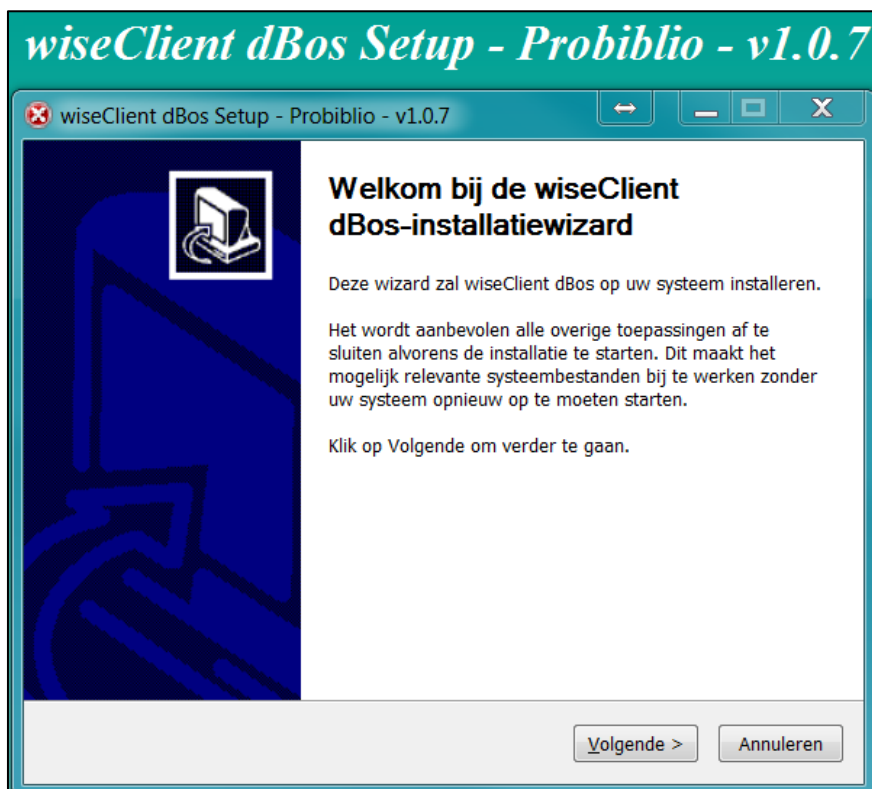 wiseClient dBos Setup - Probiblio - v1.0.7
wiseClient dBos Setup - Probiblio - v1.0.7
Welkom bij de wiseClient
dBos-installatiewizard
Deze wizard zal wiseClient dBos op uw systeem installeren.
Het wordt aanbevolen alle overige toepassingen af te
sluiten alvorens de installatie te starten. Dit maakt het
mogelijk relevante systeembestanden bij te werken zonder
uw systeem opnieuw op te moeten starten.
Klik op Volgende om verder te gaan.
Volgende >
Annuleren